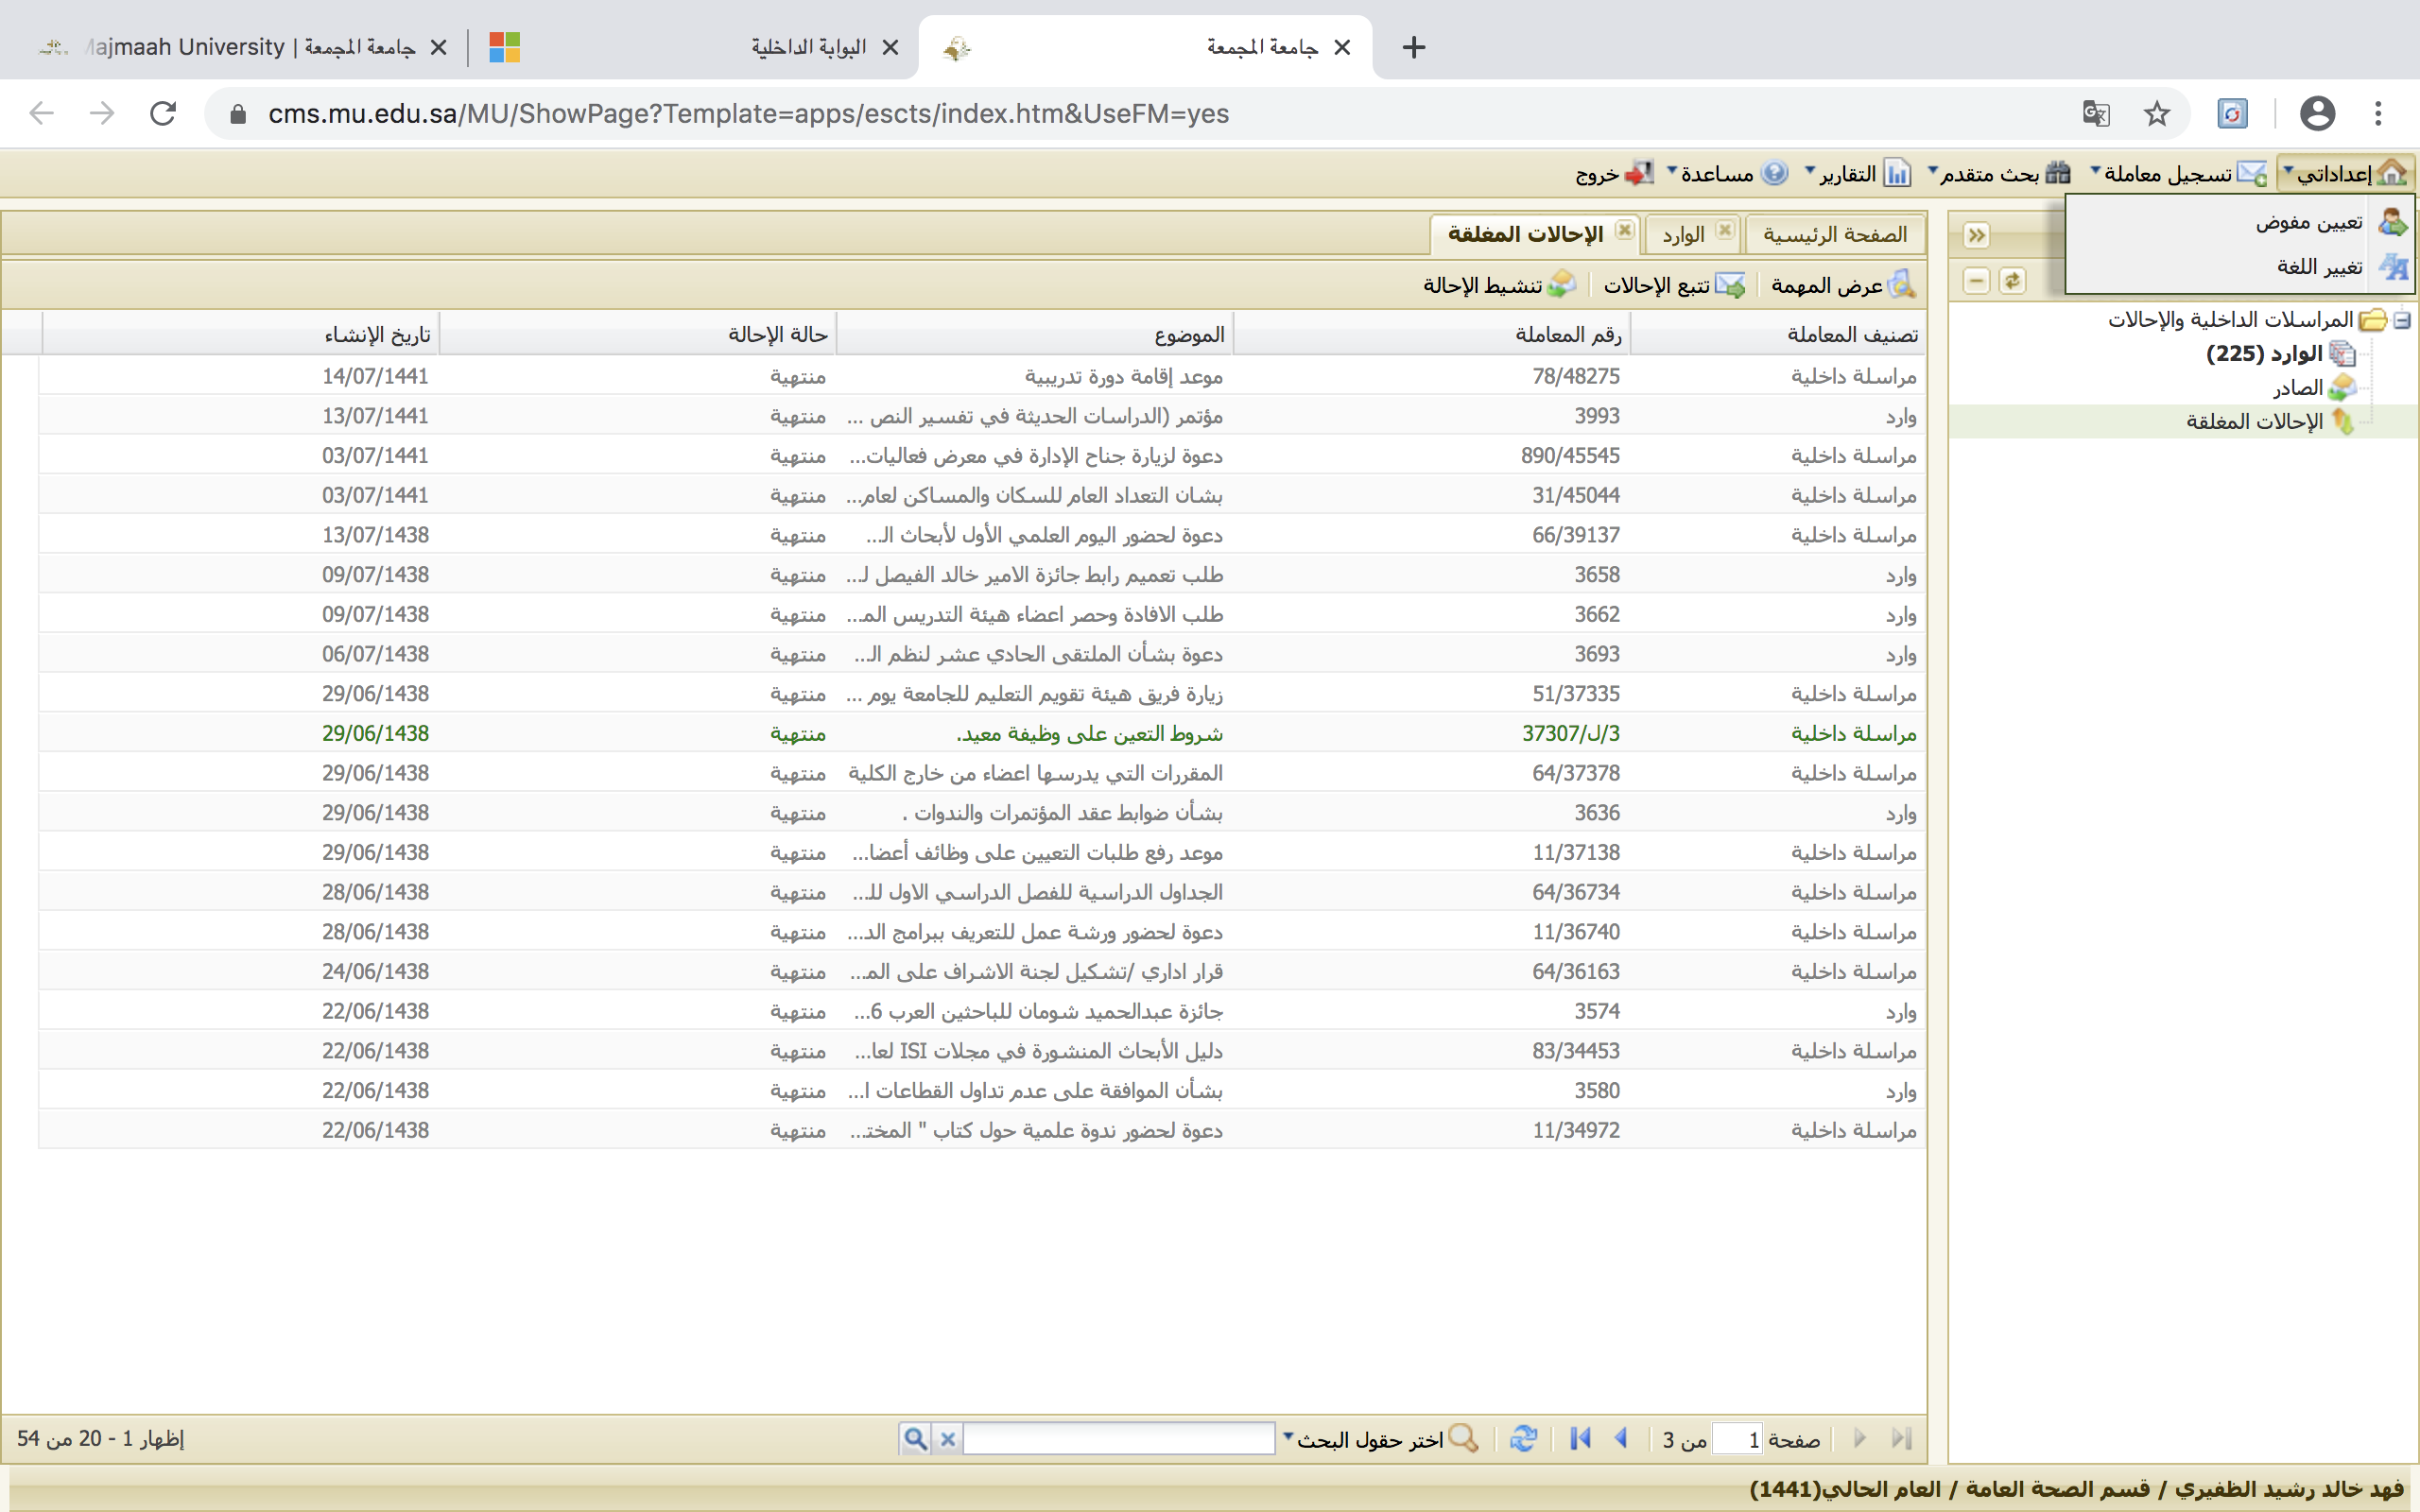 Majmaah University | جامعة المجمعة
البوابة الداخلية
جامعة المجمعة
cms.mu.edu.sa/MU/ShowPage?Template=apps/escts/index.htm&UseFM=yes
إعداداتي تسجيل معاملة بحث متقدم التقارير مساعدة خروج
تعيين مفوض
تغيير اللغة
الصفحة الرئيسية الوارد الإحالات المغلقة
عرض المهمة تتبع الإحالات تنشيط الإحالة
المراسلات الداخلية والإحالات
الوارد (225)
الصادر
الإحالات المغلقة
تصنيف المعاملة رقم المعاملة الموضوع حالة الإحالة تاريخ الإنشاء
مراسلة داخلية 78/48275 موعد إقامة دورة تدريبية منتهية 14/07/1441
وارد 3993 مؤتمر (الدراسات الحديثة في تفسير النص ... منتهية 13/07/1441
مراسلة داخلية 890/45545 دعوة لزيارة جناح الإدارة في معرض فعاليات... منتهية 03/07/1441
مراسلة داخلية 31/45044 بشان التعداد العام للسكان والمساكن لعام... منتهية 03/07/1441
مراسلة داخلية 66/39137 دعوة لحضور اليوم العلمي الأول لأبحاث الـ... منتهية 13/07/1438
وارد 3658 طلب تعميم رابط جائزة الامير خالد الفيصل لـ... منتهية 09/07/1438
وارد 3662 طلب الافادة وحصر اعضاء هيئة التدريس المـ... منتهية 09/07/1438
وارد 3693 دعوة بشأن الملتقى الحادي عشر لنظم الـ... منتهية 06/07/1438
مراسلة داخلية 51/37335 زيارة فريق هيئة تقويم التعليم للجامعة يوم ... منتهية 29/06/1438
مراسلة داخلية 3/ل/37307 شروط التعين على وظيفة معيد. منتهية 29/06/1438
مراسلة داخلية 64/37378 المقررات التي يدرسها اعضاء من خارج الكلية منتهية 29/06/1438
وارد 3636 بشأن ضوابط عقد المؤتمرات والندوات . منتهية 29/06/1438
مراسلة داخلية 11/37138 موعد رفع طلبات التعيين على وظائف أعضا... منتهية 29/06/1438
مراسلة داخلية 64/36734 الجداول الدراسية للفصل الدراسي الاول للـ... منتهية 28/06/1438
مراسلة داخلية 11/36740 دعوة لحضور ورشة عمل للتعريف ببرامج الد... منتهية 28/06/1438
مراسلة داخلية 64/36163 قرار اداري /تشكيل لجنة الاشراف على المـ... منتهية 24/06/1438
وارد 3574 جائزة عبدالحميد شومان للباحثين العرب 6... منتهية 22/06/1438
مراسلة داخلية 83/34453 دليل الأبحاث المنشورة في مجلات ISI لعا... منتهية 22/06/1438
وارد 3580 بشأن الموافقة على عدم تداول القطاعات ا... منتهية 22/06/1438
مراسلة داخلية 11/34972 دعوة لحضور ندوة علمية حول كتاب " المختـ... منتهية 22/06/1438
صفحة 1 من 3 اختر حقول البحث إظهار 1 - 20 من 54
فهد خالد رشيد الظفيري / قسم الصحة العامة / العام الحالي(1441)